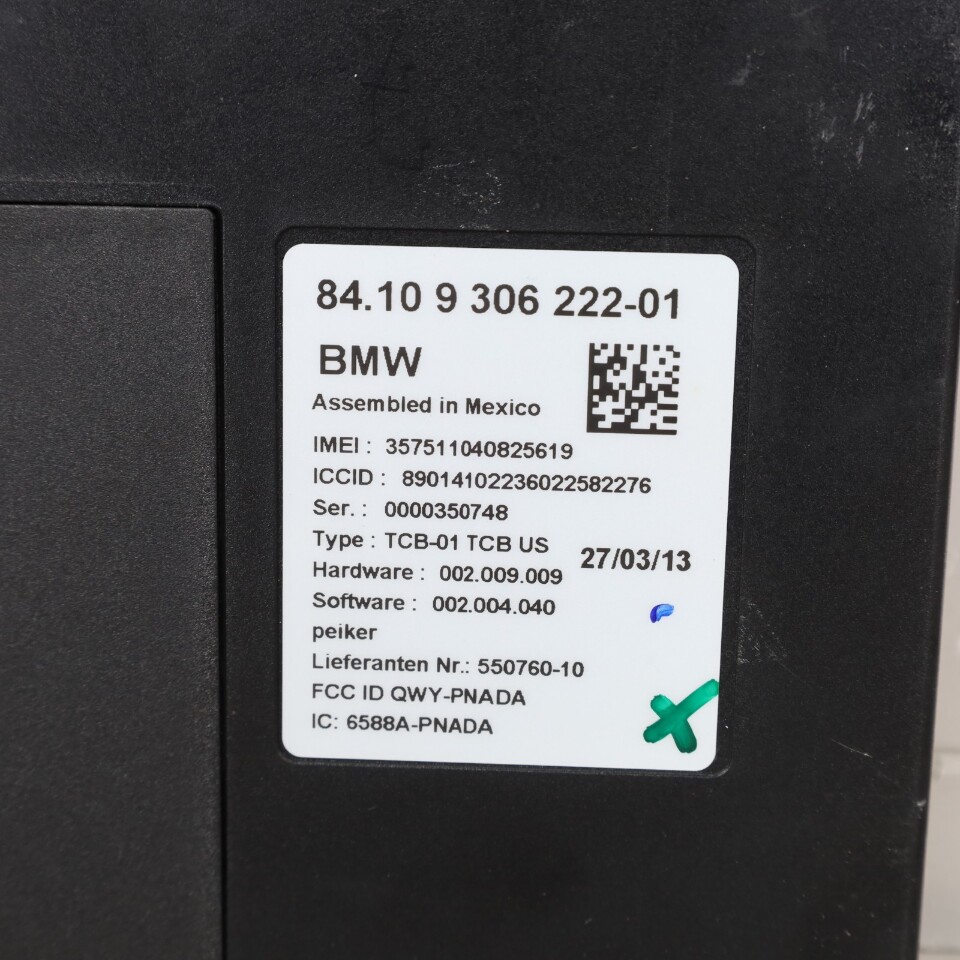 84.10 9 306 222-01
BMW
Assembled in Mexico
IMEI : 357511040825619
ICCID : 89014102236022582276
Ser. : 0000350748
Type : TCB-01 TCB US
27/03/13
Hardware : 002.009.009
Software : 002.004.040
peiker
Lieferanten Nr.: 550760-10
FCC ID QWY-PNADA
IC: 6588A-PNADA